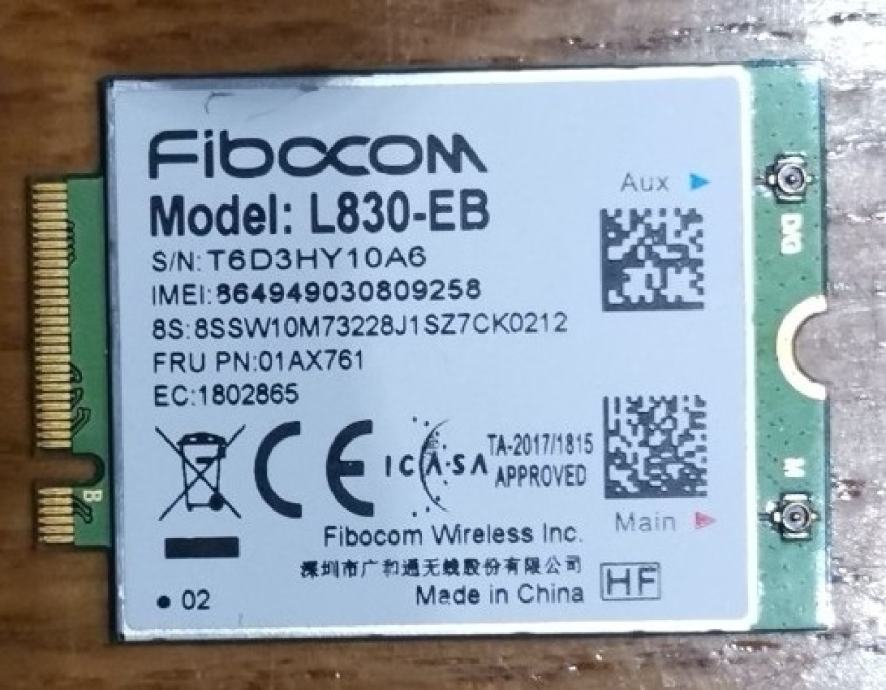 Fibocom
Model: L830-EB
S/N: T6D3HY10A6
IMEI:864949030809258
8S:8SSW10M73228J1SZ7CK0212
FRU PN:01AX761
EC:1802865
Aux
D/G
ICASA
TA-2017/1815
APPROVED
CE
Main
M
B
Fibocom Wireless Inc.
深圳市广和通无线股份有限公司
Made in China
HF
02